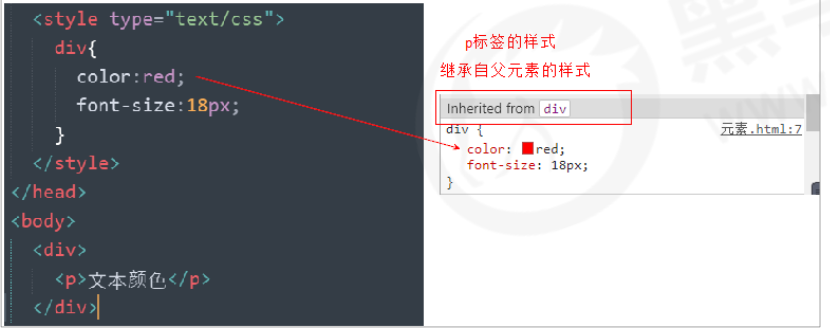 <style type="text/css">
div{
color:red;
font-size:18px;
}
</style>
</head>
<body>
<div>
<p>文本颜色</p>
</div>
p标签的样式
继承自父元素的样式
Inherited from div
div {
元素.html:7
color: red;
font-size: 18px;
}